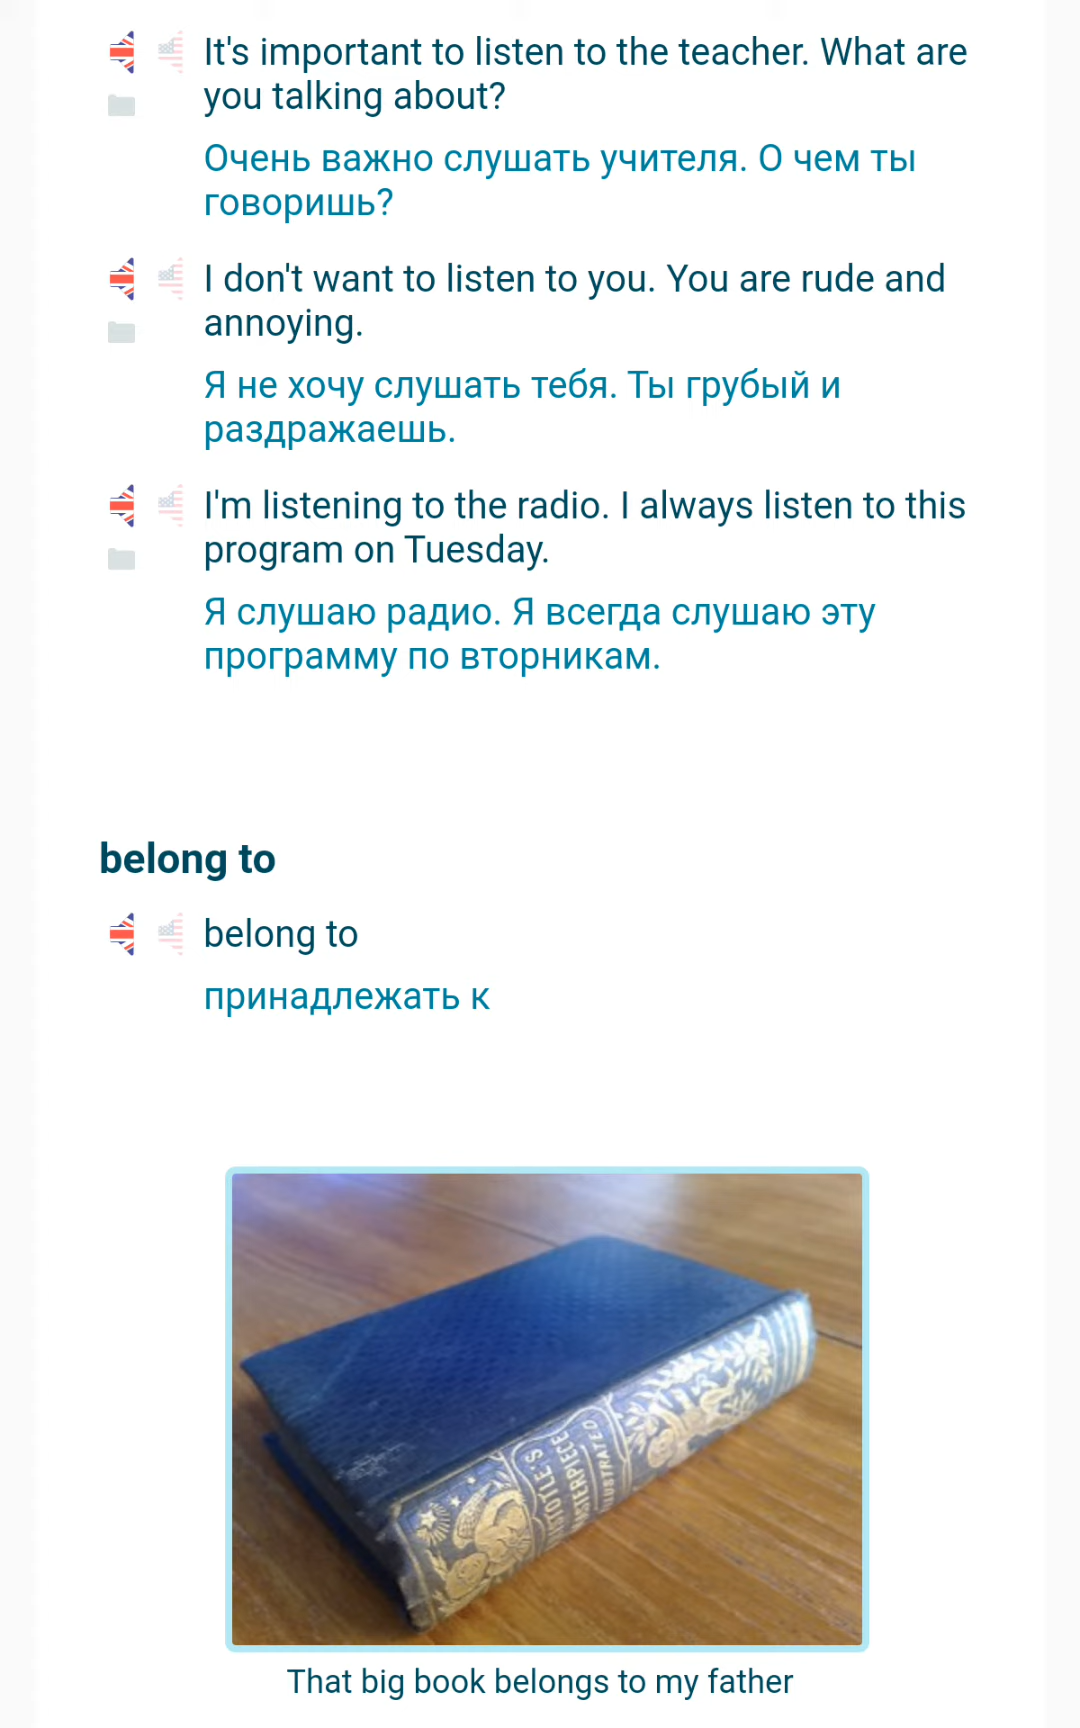 It's important to listen to the teacher. What are
you talking about?
Очень важно слушать учителя. О чем ты
говоришь?
I don't want to listen to you. You are rude and
annoying.
Я не хочу слушать тебя. Ты грубый и
раздражаешь.
I'm listening to the radio. I always listen to this
program on Tuesday.
Я слушаю радио. Я всегда слушаю эту
программу по вторникам.
belong to
belong to
принадлежать к
ILLUSTRATED
That big book belongs to my father